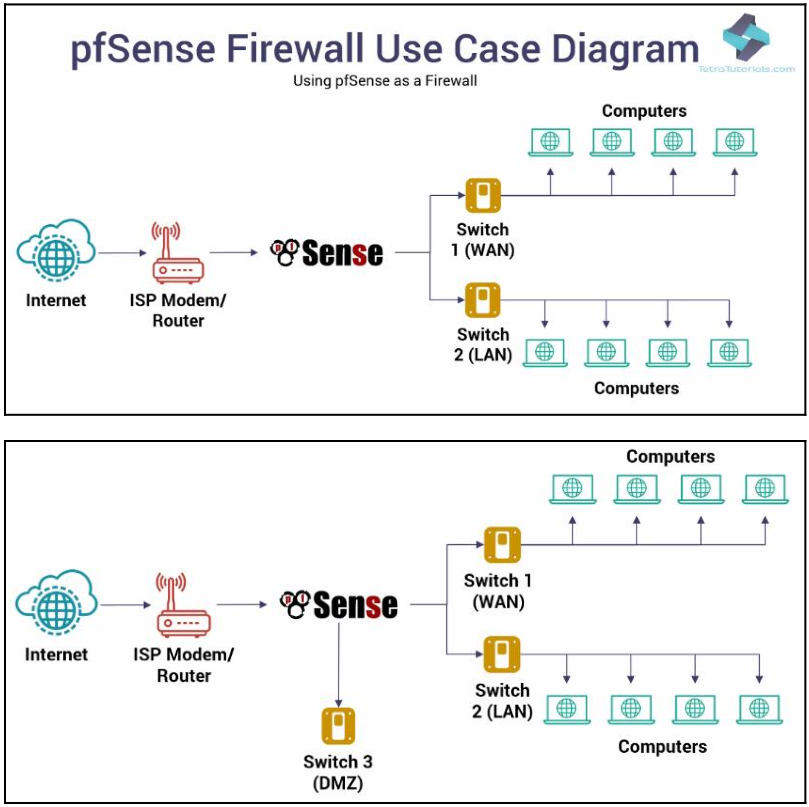 pfSense Firewall Use Case Diagram
TetraTutorials.com
Using pfSense as a Firewall
Computers
Switch
1 (WAN)
pf Sense
Internet
ISP Modem/
Router
Switch
2 (LAN)
Computers
Computers
Switch 1
(WAN)
pf Sense
Internet
ISP Modem/
Router
Switch
2 (LAN)
Computers
Switch 3
(DMZ)